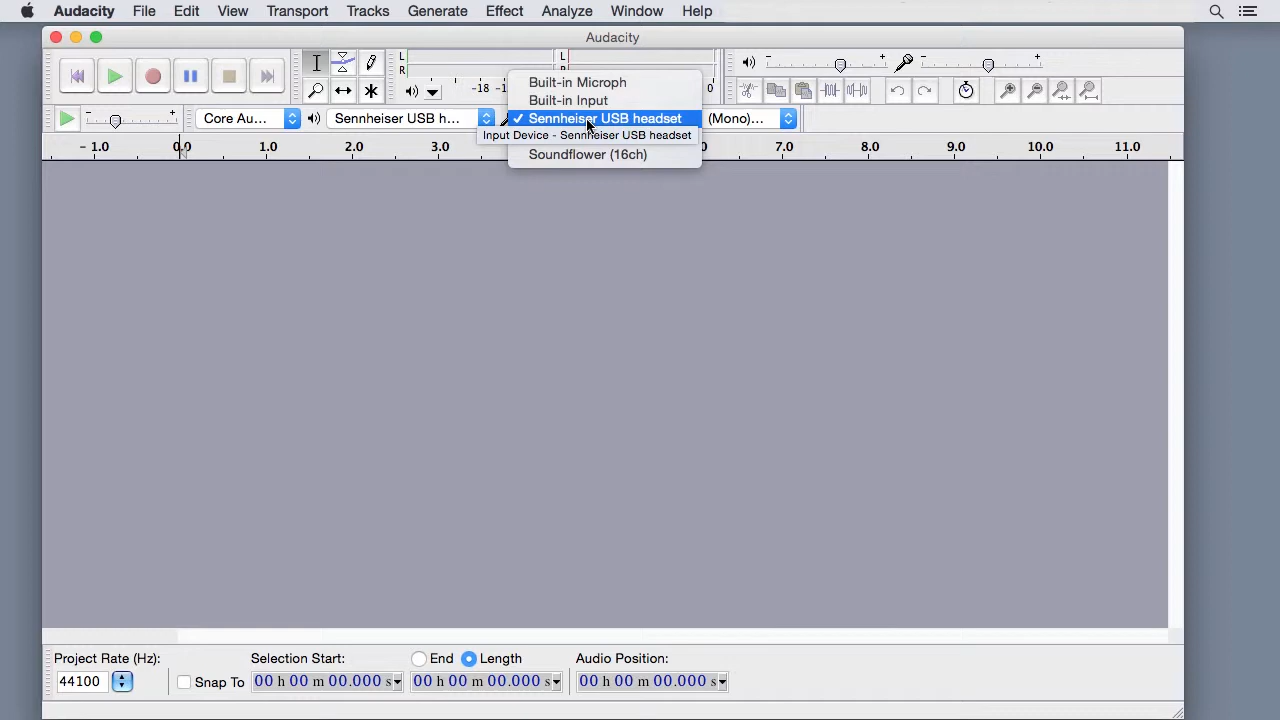 Audacity File Edit View Transport Tracks Generate Effect Analyze Window Help
Audacity
L L
R R
-18 -1 0
Built-in Microph
Built-in Input
✓ Sennheiser USB headset
Input Device - Sennheiser USB headset
Soundflower (16ch)
Core Au... Sennheiser USB h... (Mono)...
- 1.0 0.0 1.0 2.0 3.0 7.0 8.0 9.0 10.0 11.0
Project Rate (Hz): Selection Start: End Length Audio Position:
44100 Snap To 00 h 00 m 00.000 s 00 h 00 m 00.000 s 00 h 00 m 00.000 s